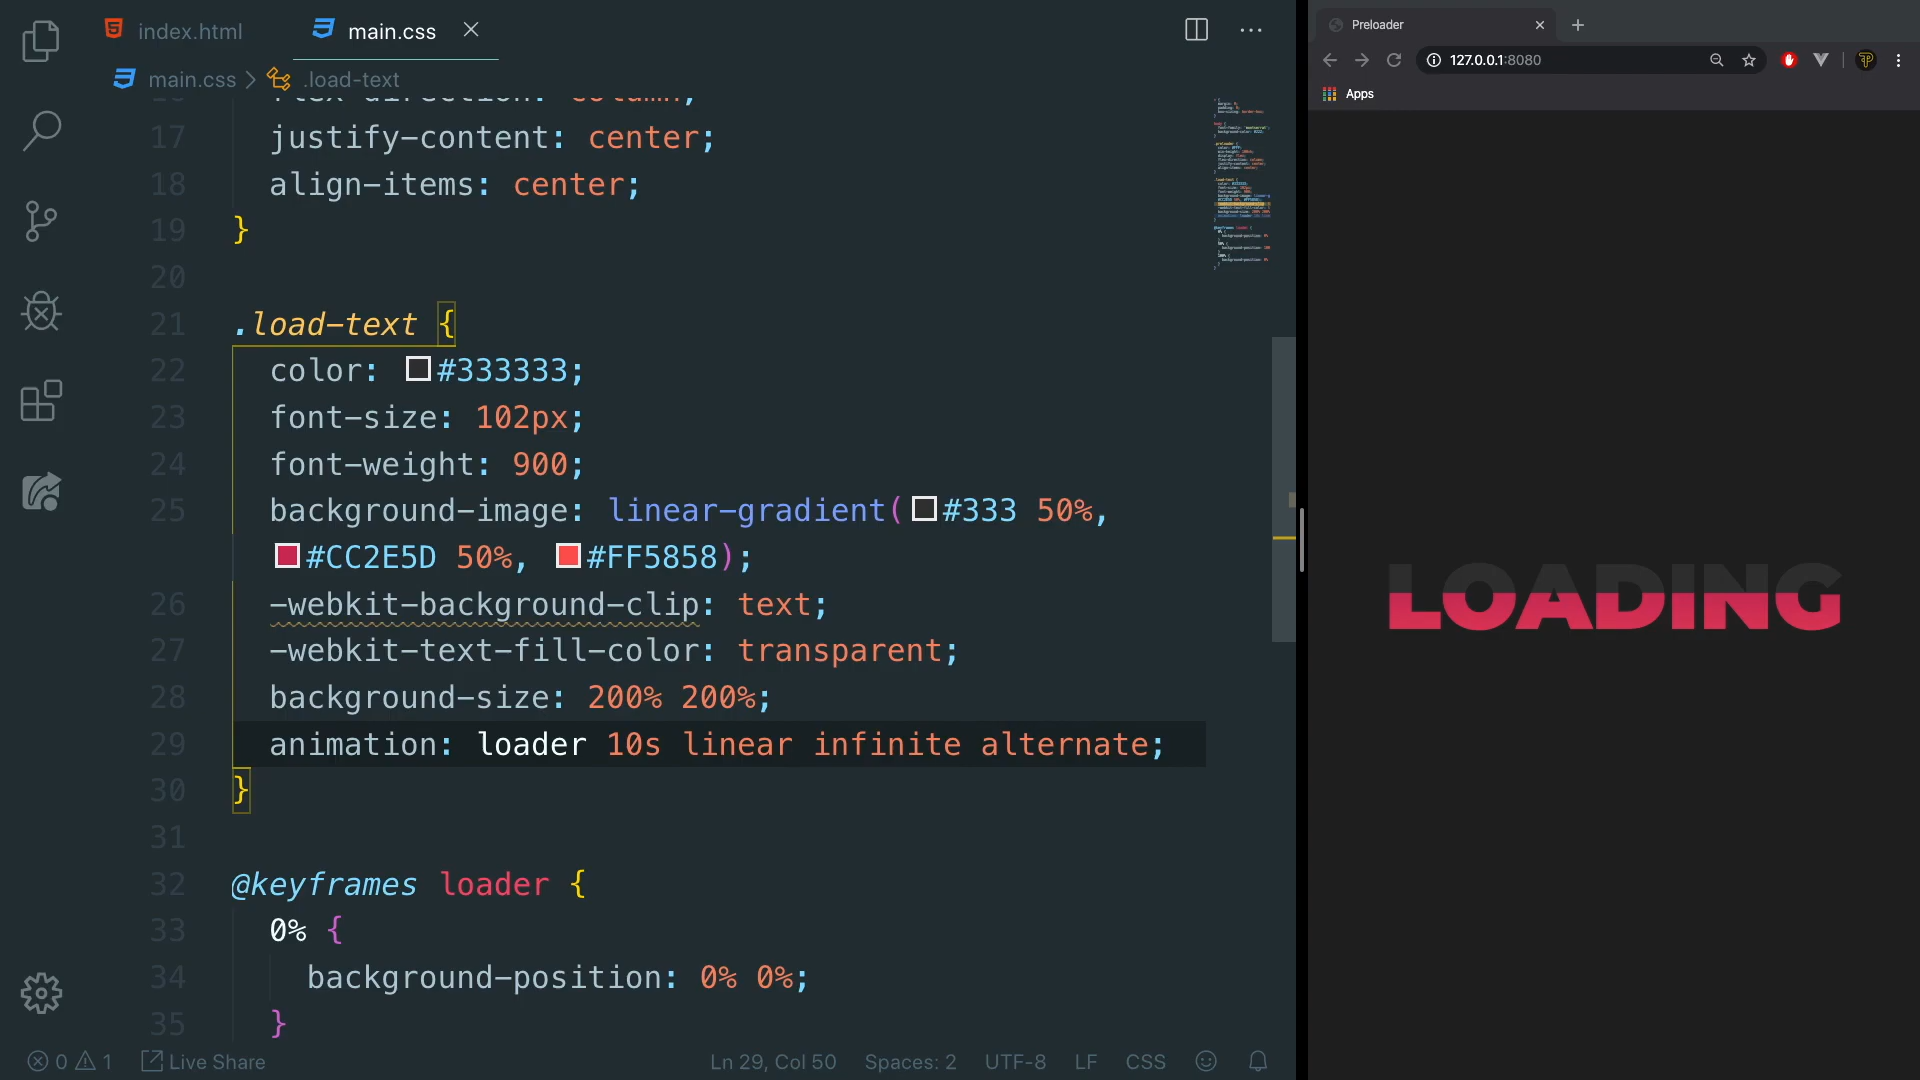 index.html
main.css
main.css > .load-text
flex-direction: column;
17 justify-content: center;
18 align-items: center;
19 }
20
21 .load-text {
22 color: #333333;
23 font-size: 102px;
24 font-weight: 900;
25 background-image: linear-gradient(#333 50%,
#CC2E5D 50%, #FF5858);
26 -webkit-background-clip: text;
27 -webkit-text-fill-color: transparent;
28 background-size: 200% 200%;
29 animation: loader 10s linear infinite alternate;
30 }
31
32 @keyframes loader {
33 0% {
34 background-position: 0% 0%;
35 }
0 1 Live Share Ln 29, Col 50 Spaces: 2 UTF-8 LF CSS
Preloader
127.0.0.1:8080
Apps
LOADING